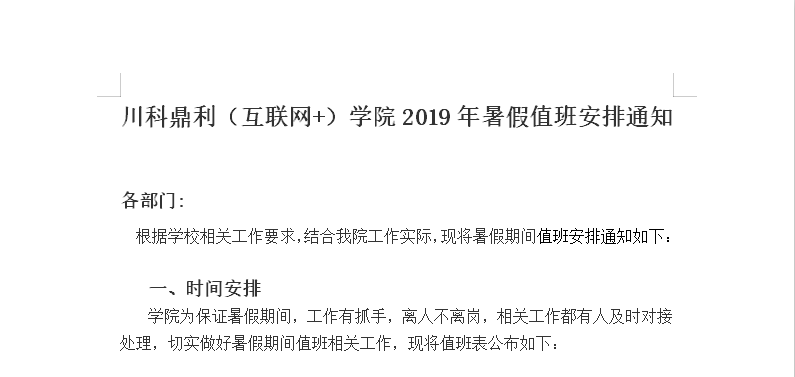 川科鼎利（互联网+）学院 2019 年暑假值班安排通知
各部门:
根据学校相关工作要求,结合我院工作实际,现将暑假期间值班安排通知如下：
一、时间安排
学院为保证暑假期间，工作有抓手，离人不离岗，相关工作都有人及时对接
处理，切实做好暑假期间值班相关工作，现将值班表公布如下：